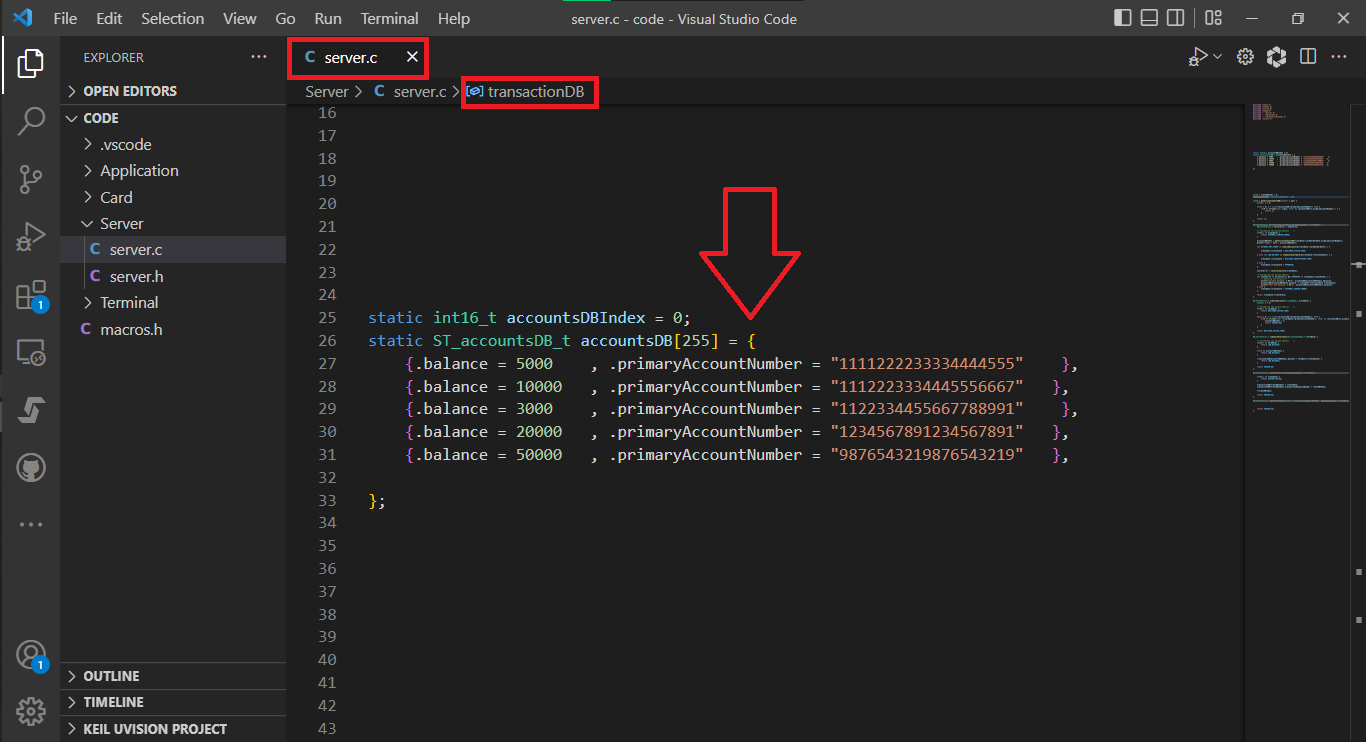 File Edit Selection View Go Run Terminal Help server.c - code - Visual Studio Code
EXPLORER
OPEN EDITORS
CODE
.vscode
Application
Card
Server
C server.c
C server.h
Terminal
C macros.h
OUTLINE
TIMELINE
KEIL UVISION PROJECT
1
1
C server.c
Server > C server.c > transactionDB
16
17
18
19
20
21
22
23
24
25 static int16_t accountsDBIndex = 0;
26 static ST_accountsDB_t accountsDB[255] = {
27 {.balance = 5000 , .primaryAccountNumber = "1111222233334444555" },
28 {.balance = 10000 , .primaryAccountNumber = "1112223334445556667" },
29 {.balance = 3000 , .primaryAccountNumber = "1122334455667788991" },
30 {.balance = 20000 , .primaryAccountNumber = "1234567891234567891" },
31 {.balance = 50000 , .primaryAccountNumber = "9876543219876543219" },
32
33 };
34
35
36
37
38
39
40
41
42
43